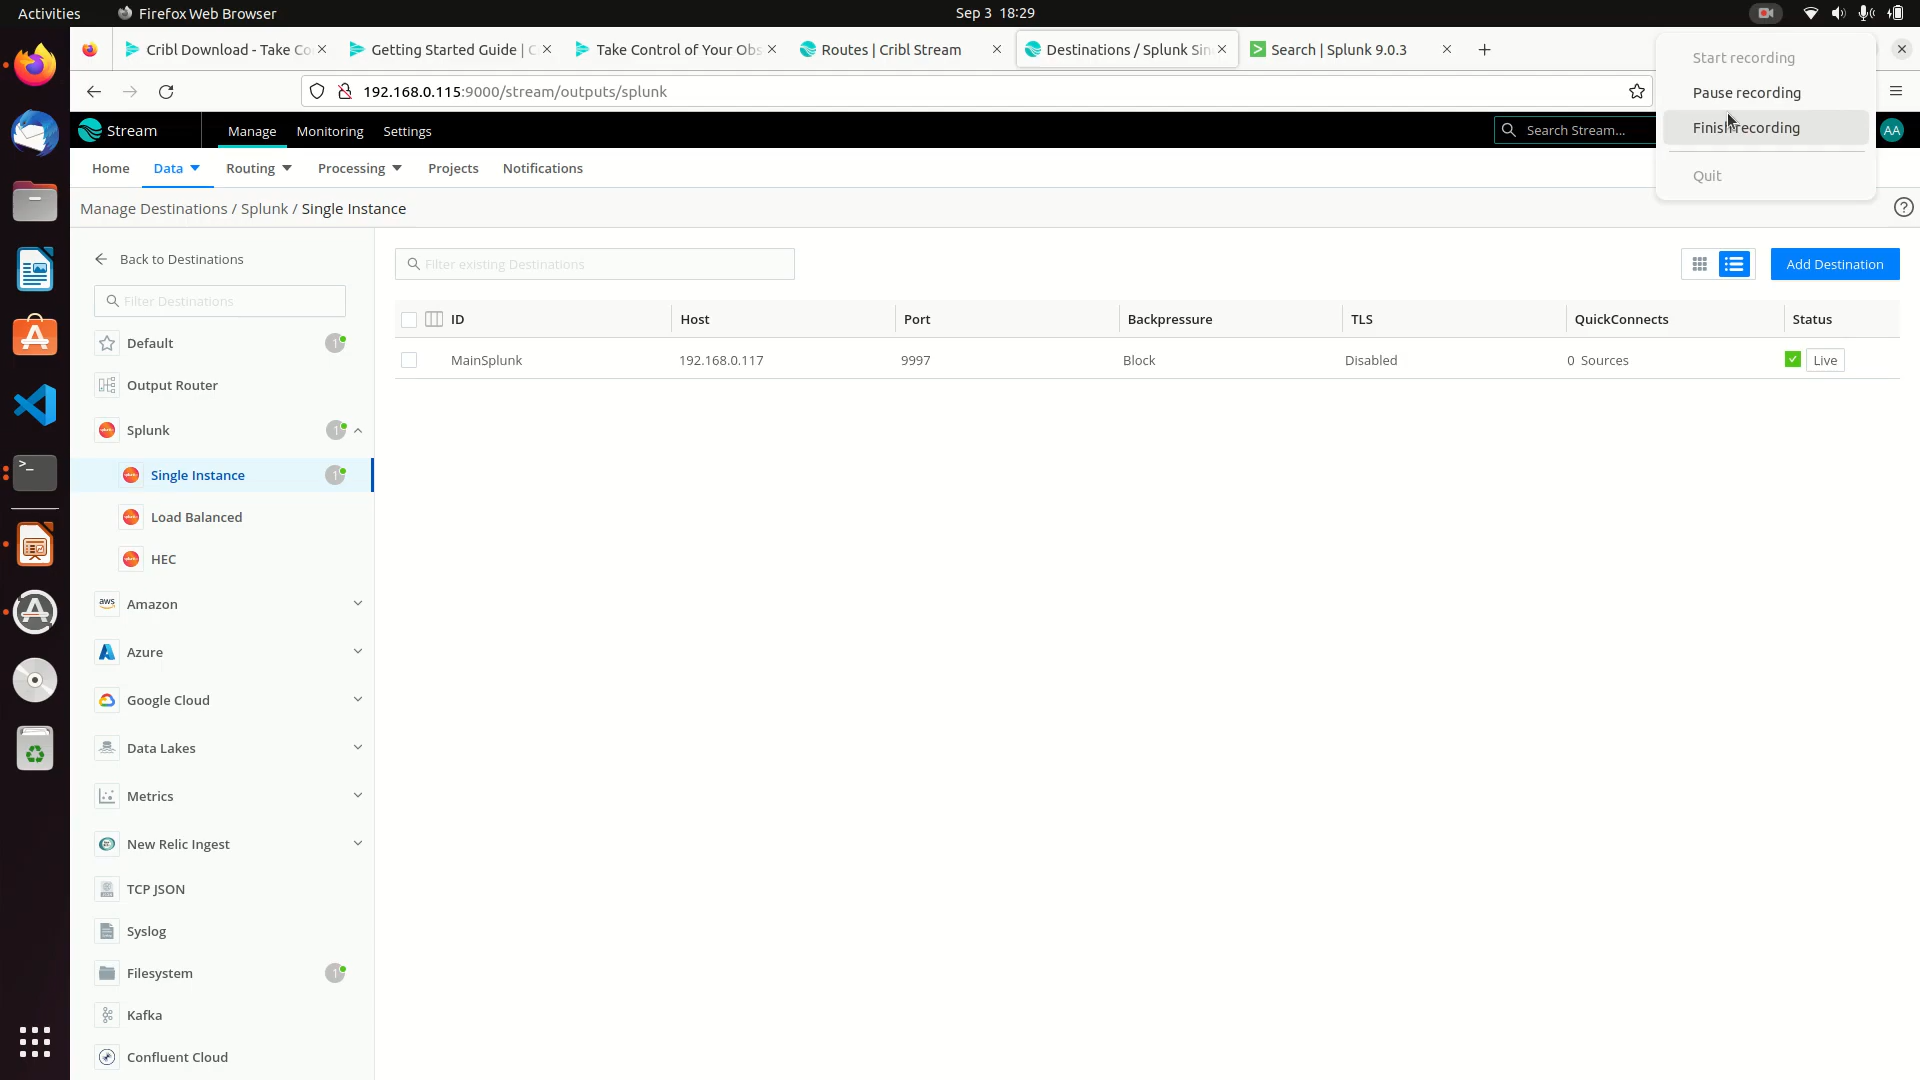 Activities
Firefox Web Browser
Sep 3 18:29
Cribl Download - Take Co
Getting Started Guide | C
Take Control of Your Obs
Routes | Cribl Stream
Destinations / Splunk Sin
Search | Splunk 9.0.3
192.168.0.115:9000/stream/outputs/splunk
Start recording
Pause recording
Finish recording
Quit
Stream
Manage
Monitoring
Settings
Search Stream...
AA
Home
Data
Routing
Processing
Projects
Notifications
Manage Destinations / Splunk / Single Instance
Back to Destinations
Filter Destinations
Default
1
Output Router
Splunk
1
Single Instance
1
Load Balanced
HEC
aws
Amazon
Azure
Google Cloud
Data Lakes
Metrics
New Relic Ingest
TCP JSON
Syslog
Filesystem
1
Kafka
Confluent Cloud
Filter existing Destinations
Add Destination
ID Host Port Backpressure TLS QuickConnects Status
MainSplunk 192.168.0.117 9997 Block Disabled 0 Sources Live